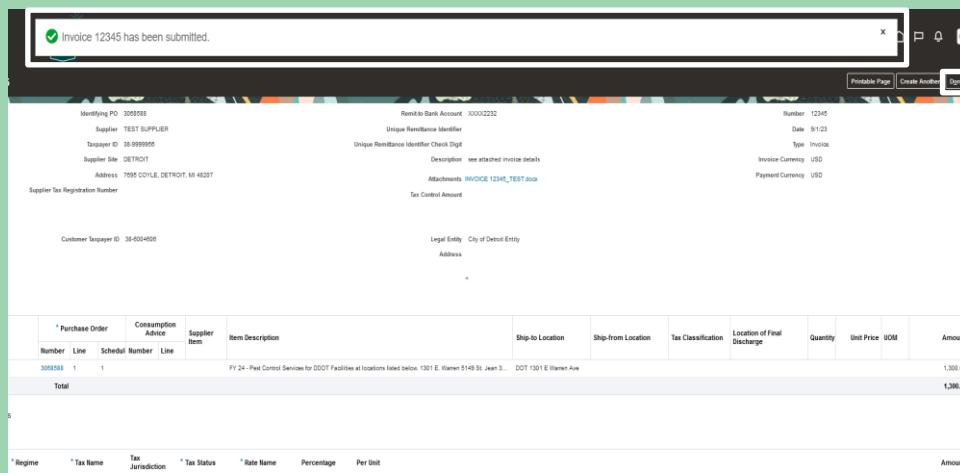 Invoice 12345 has been submitted.
x
Printable Page Create Another
Identifying PO 3068588 Remit-to Bank Account XXXX2232 Number 12345
Supplier TEST SUPPLIER Unique Remittance Identifier Date 9/1/23
Taxpayer ID 38-9999966 Unique Remittance Identifier Check Digit Type Invoice
Supplier Site DETROIT Description see attached invoice details Invoice Currency USD
Address 7695 COYLE, DETROIT, MI 48207 Attachments INVOICE 12345_TEST.docx Payment Currency USD
Supplier Tax Registration Number Tax Control Amount
Customer Taxpayer ID 38-6004606 Legal Entity City of Detroit Entity
Address
* Purchase Order Consumption Advice Supplier Item Item Description Ship-to Location Ship-from Location Tax Classification Location of Final Discharge Quantity Unit Price UOM Amou
Number Line Schedul Number Line
3068588 1 1 FY 24 - Pest Control Services for DDOT Facilities at locations listed below. 1301 E. Warren 5149 St. Jean 3... DOT 1301 E Warren Ave 1,300.
Total 1,300.
* Regime * Tax Name Tax Jurisdiction * Tax Status * Rate Name Percentage Per Unit Amou